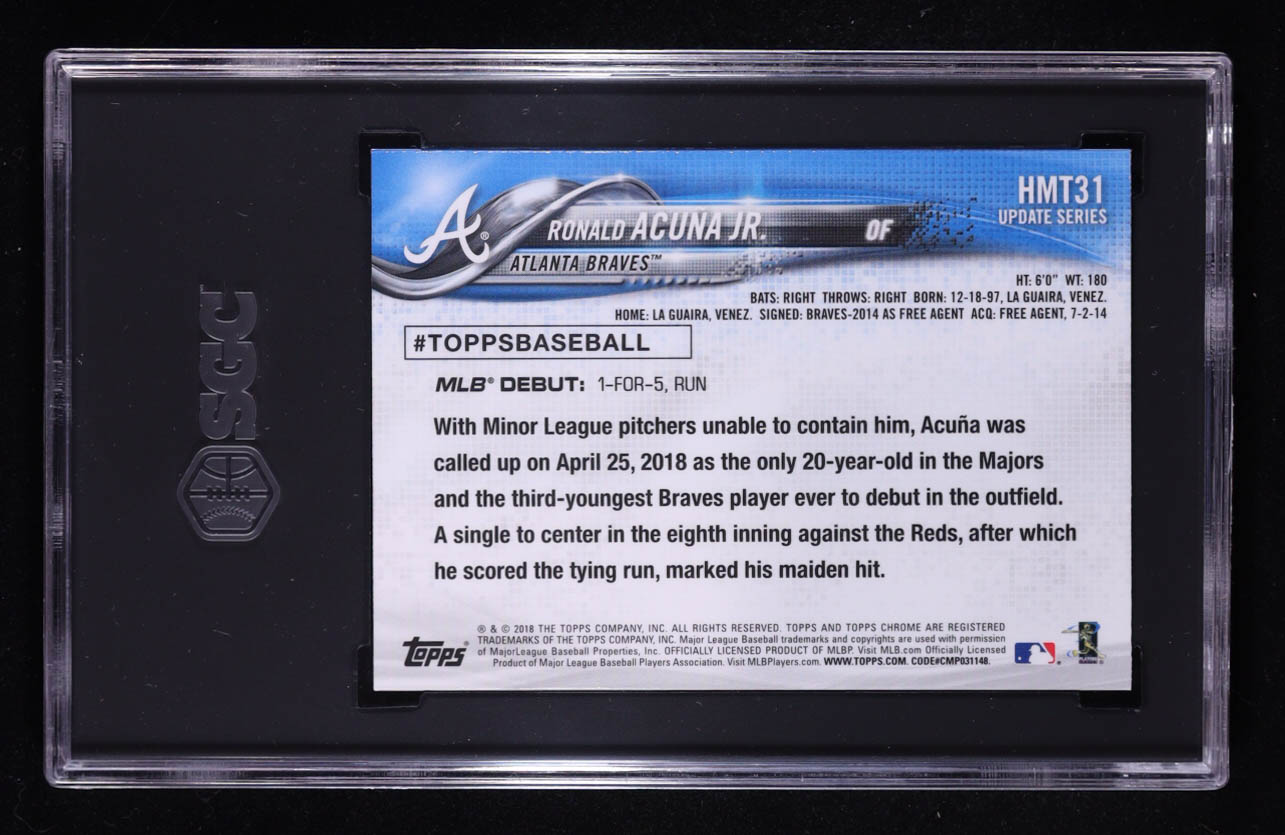 HMT31
UPDATE SERIES
A®
RONALD ACUNA JR. OF
ATLANTA BRAVES™
HT: 6'0" WT: 180
BATS: RIGHT THROWS: RIGHT BORN: 12-18-97, LA GUAIRA, VENEZ.
HOME: LA GUAIRA, VENEZ. SIGNED: BRAVES-2014 AS FREE AGENT ACQ: FREE AGENT, 7-2-14
#TOPPSBASEBALL
MLB® DEBUT: 1-FOR-5, RUN
With Minor League pitchers unable to contain him, Acuña was
called up on April 25, 2018 as the only 20-year-old in the Majors
and the third-youngest Braves player ever to debut in the outfield.
A single to center in the eighth inning against the Reds, after which
he scored the tying run, marked his maiden hit.
Topps®
® & © 2018 THE TOPPS COMPANY, INC. ALL RIGHTS RESERVED. TOPPS AND TOPPS CHROME ARE REGISTERED
TRADEMARKS OF THE TOPPS COMPANY, INC. Major League Baseball trademarks and copyrights are used with permission
of MajorLeague Baseball Properties, Inc. OFFICIALLY LICENSED PRODUCT OF MLBP. Visit MLB.com Officially Licensed
Product of Major League Baseball Players Association. Visit MLBPlayers.com. WWW.TOPPS.COM. CODE#CMP031148.
SGC